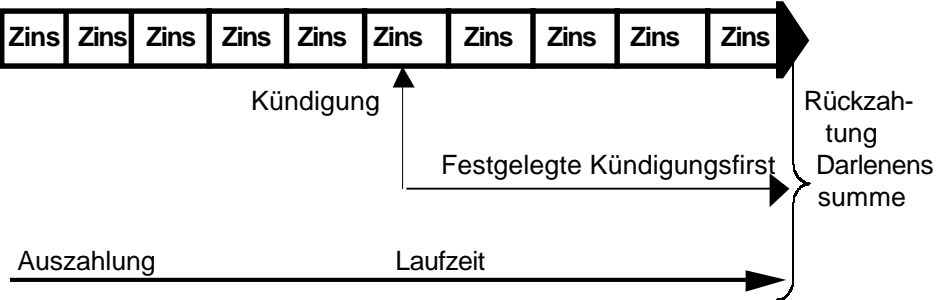 Zins Zins Zins Zins Zins Zins Zins Zins Zins Zins
Kündigung
Rückzah-
tung
Festgelegte Kündigungsfirst
Darlenens
summe
Auszahlung
Laufzeit